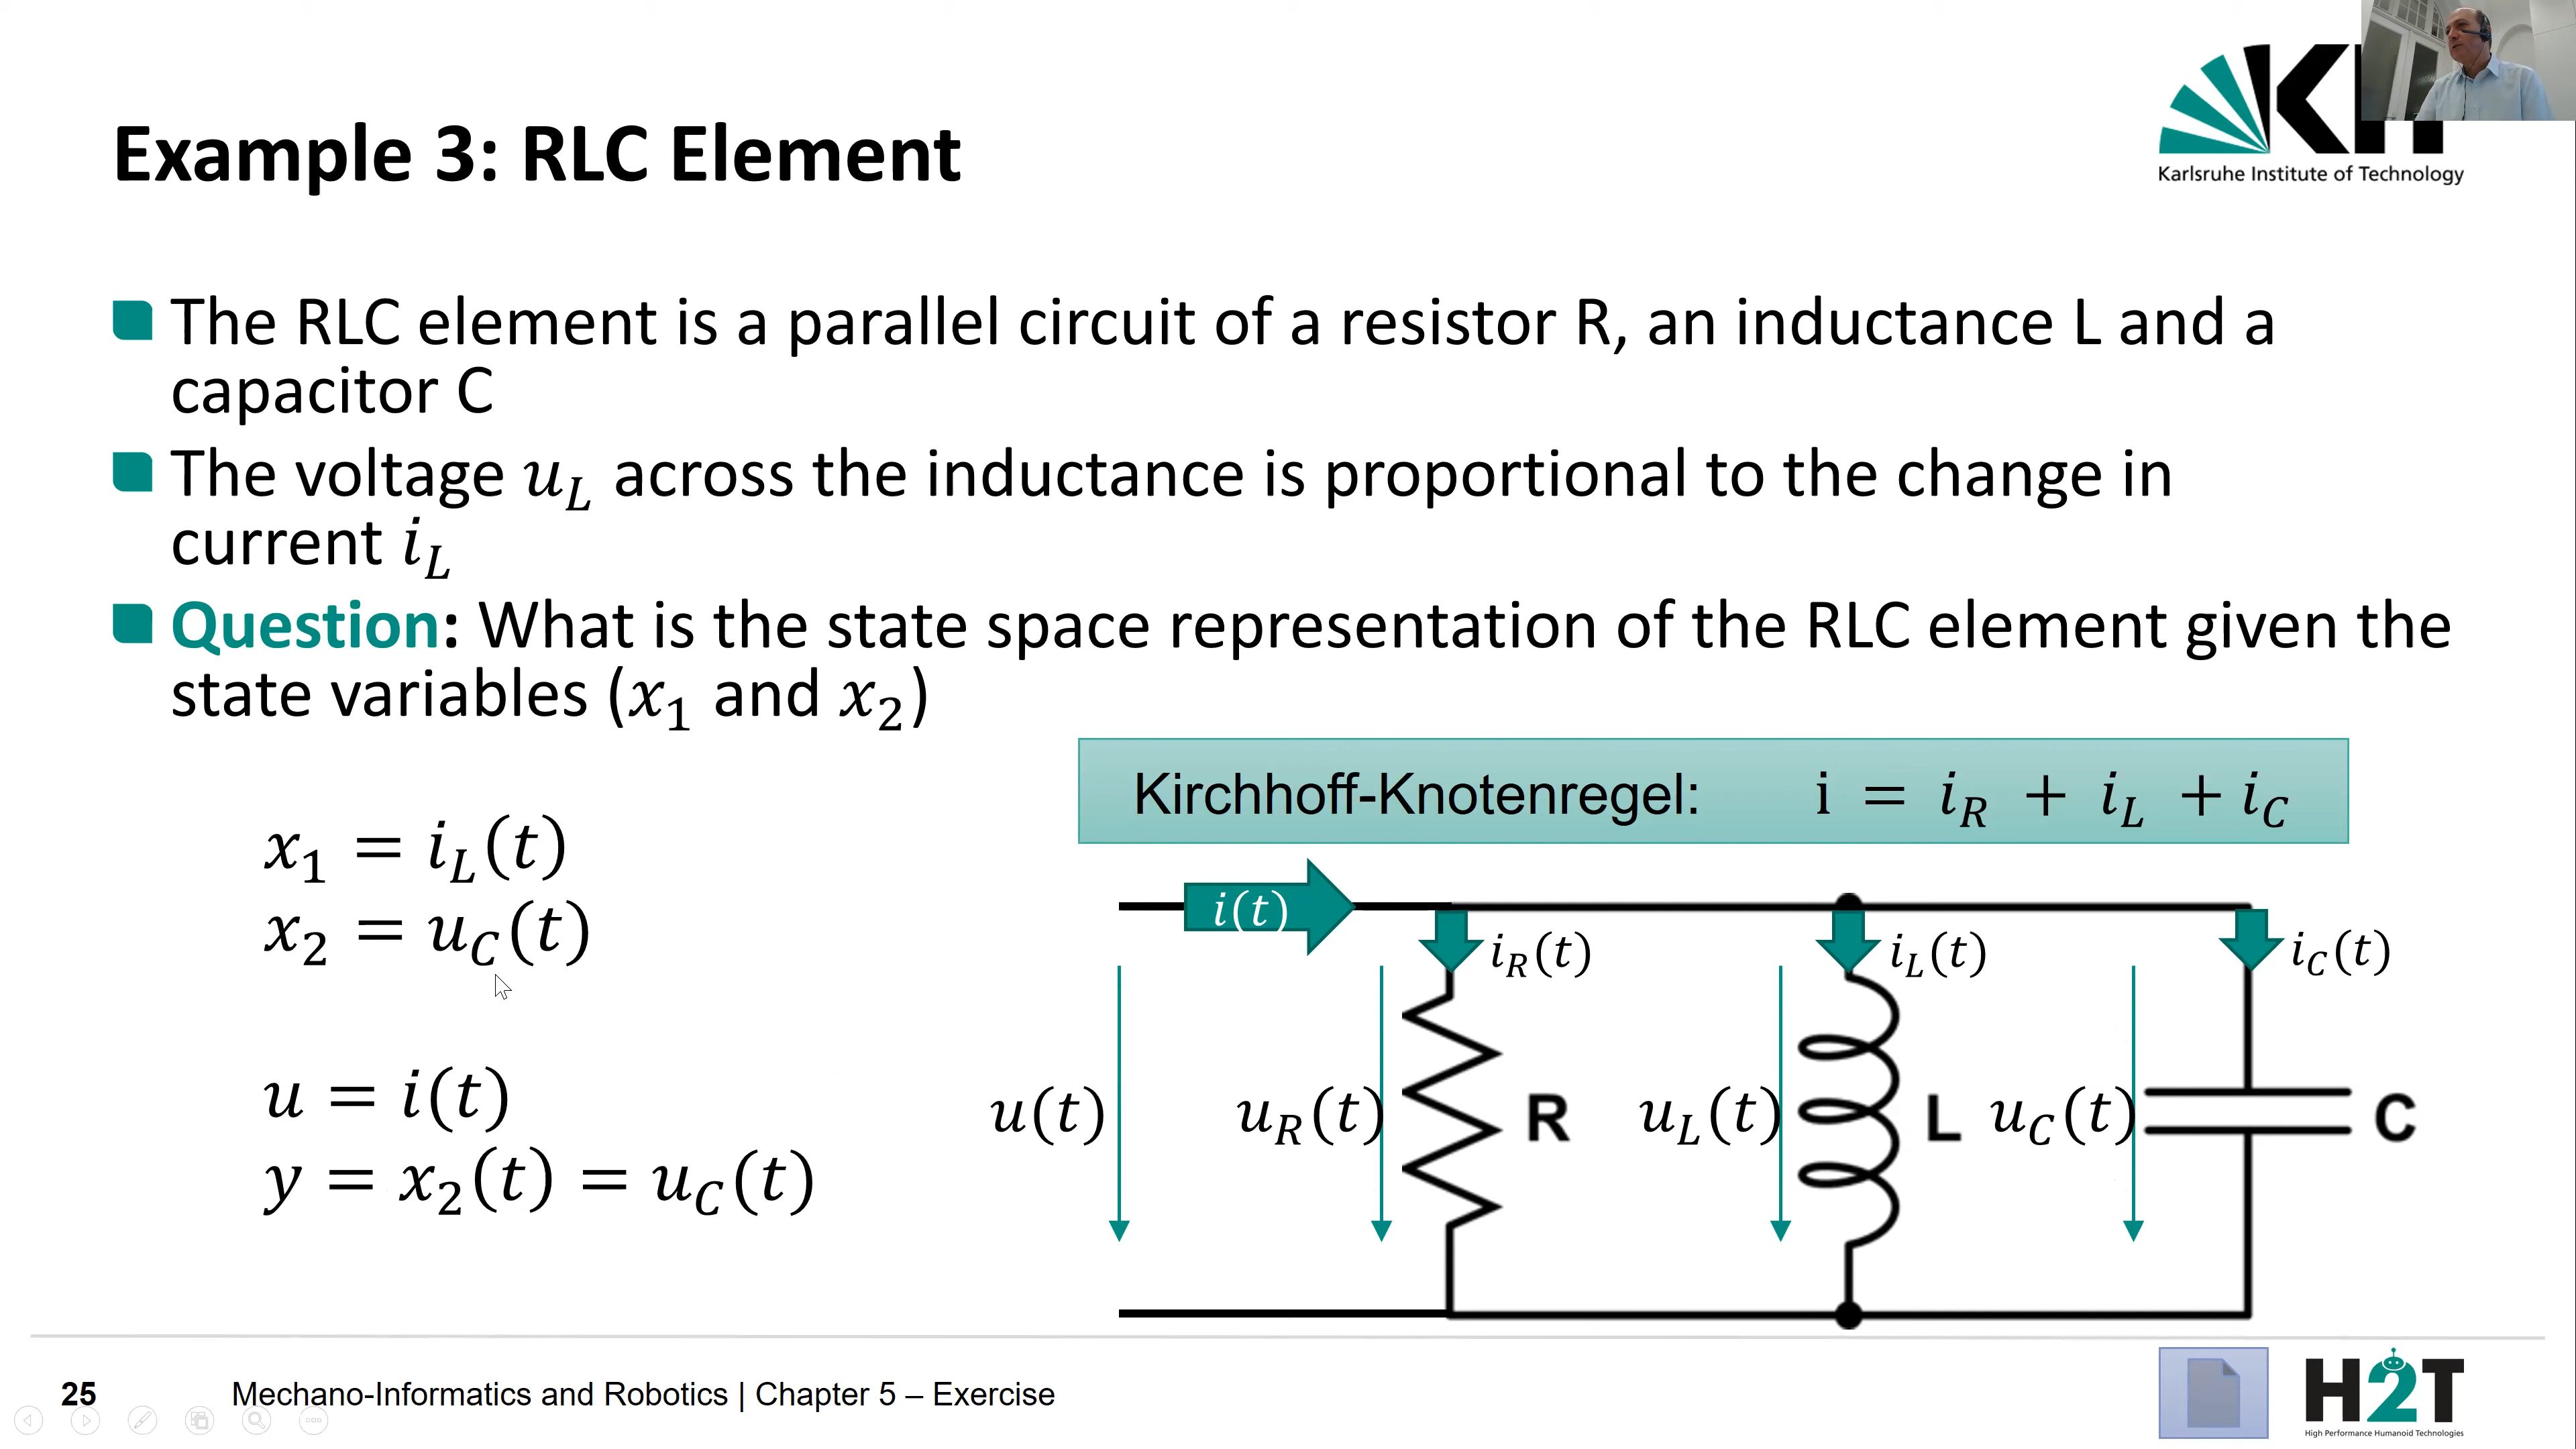 Example 3: RLC Element
Karlsruhe Institute of Technology
The RLC element is a parallel circuit of a resistor R, an inductance L and a
capacitor C
The voltage u_L across the inductance is proportional to the change in
current i_L
Question: What is the state space representation of the RLC element given the
state variables (x_1 and x_2)
Kirchhoff-Knotenregel: i = i_R + i_L + i_C
x_1 = i_L(t)
x_2 = u_C(t)
u = i(t)
y = x_2(t) = u_C(t)
i(t)
i_R(t) i_L(t) i_C(t)
u(t) u_R(t) R u_L(t) L u_C(t) C
25 Mechano-Informatics and Robotics | Chapter 5 – Exercise
H2T
High Performance Humanoid Technologies